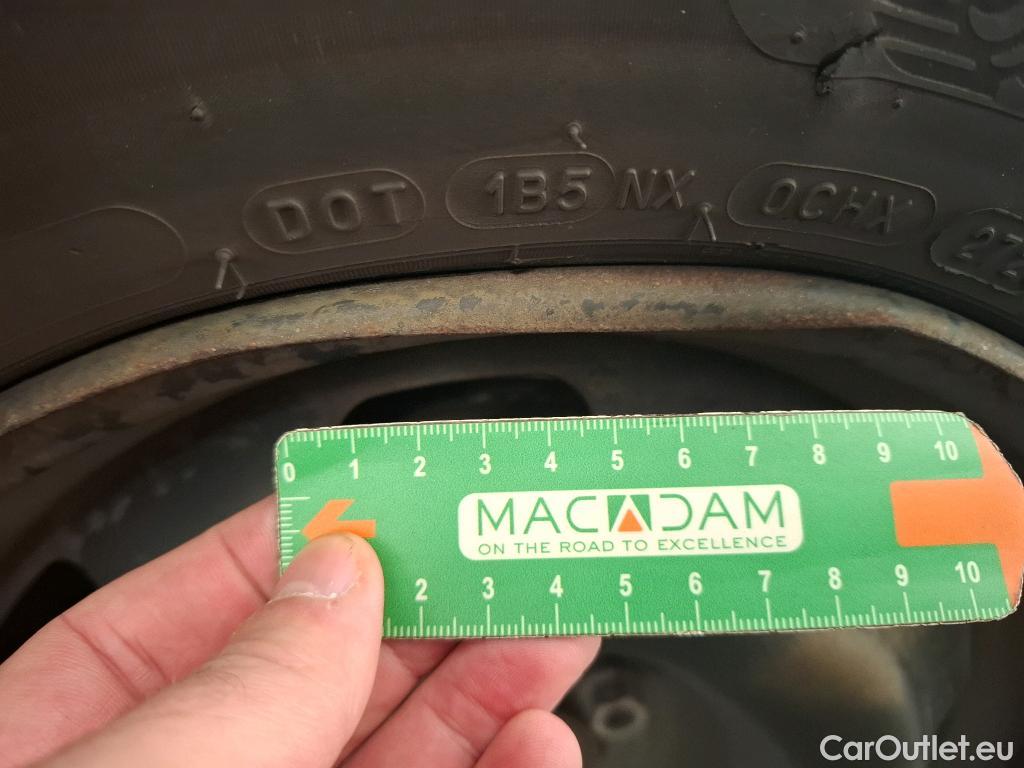 DOT 1B5 NX OCHX
0 1 2 3 4 5 6 7 8 9 10
MACADAM
ON THE ROAD TO EXCELLENCE
2 3 4 5 6 7 8 9 10
CarOutlet.eu